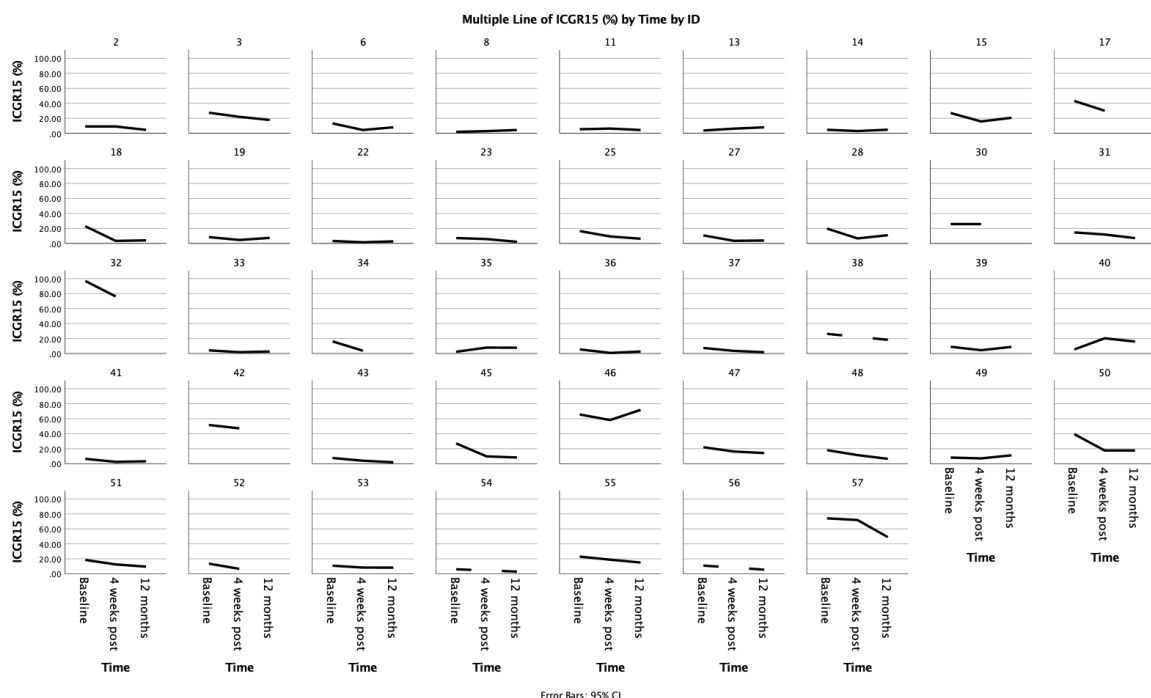 Multiple Line of ICGR15 (%) by Time by ID
2 3 6 8 11 13 14 15 17
ICGR15 (%)
100.00
80.00
60.00
40.00
20.00
.00
18 19 22 23 25 27 28 30 31
ICGR15 (%)
100.00
80.00
60.00
40.00
20.00
.00
32 33 34 35 36 37 38 39 40
ICGR15 (%)
100.00
80.00
60.00
40.00
20.00
.00
41 42 43 45 46 47 48 49 50
ICGR15 (%)
100.00
80.00
60.00
40.00
20.00
.00
Baseline
4 weeks post
12 months
Time
Baseline
4 weeks post
12 months
Time
51 52 53 54 55 56 57
ICGR15 (%)
100.00
80.00
60.00
40.00
20.00
.00
Baseline
4 weeks post
12 months
Time
Baseline
4 weeks post
12 months
Time
Baseline
4 weeks post
12 months
Time
Baseline
4 weeks post
12 months
Time
Baseline
4 weeks post
12 months
Time
Baseline
4 weeks post
12 months
Time
Baseline
4 weeks post
12 months
Time
Error Bars: 95% CI